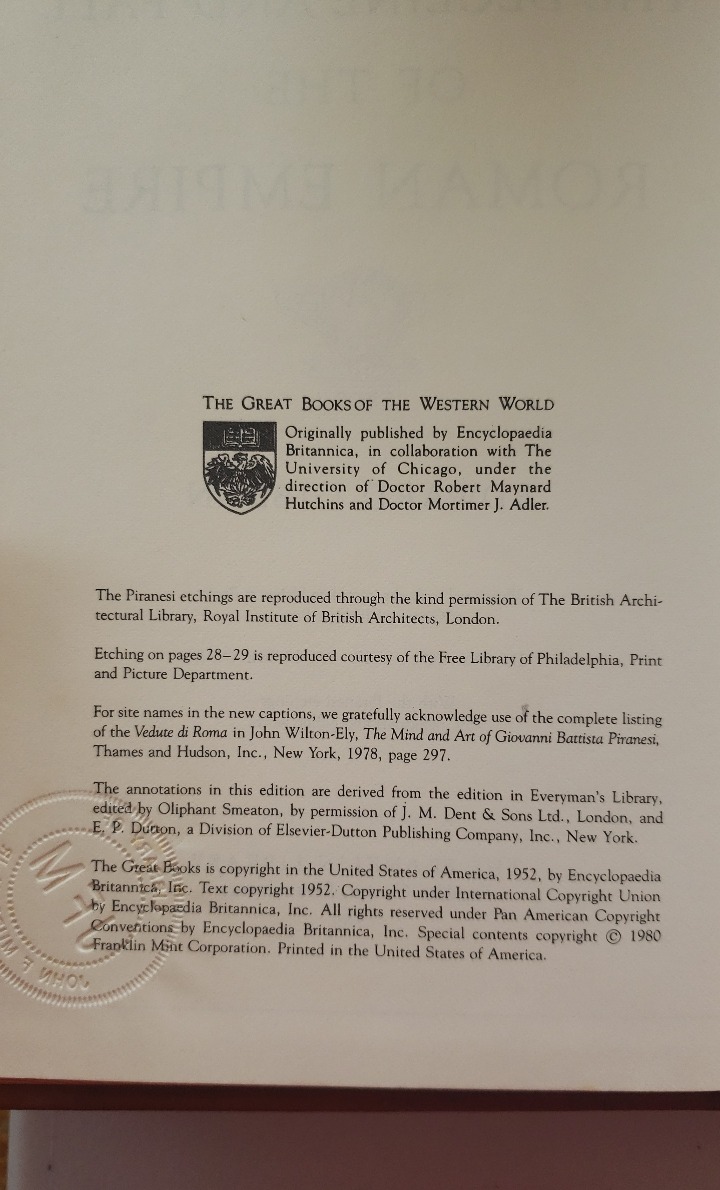 OF THE
ROMAN EMPIRE
THE GREAT BOOKS OF THE WESTERN WORLD
Originally published by Encyclopaedia
Britannica, in collaboration with The
University of Chicago, under the
direction of Doctor Robert Maynard
Hutchins and Doctor Mortimer J. Adler.
The Piranesi etchings are reproduced through the kind permission of The British Archi-
tectural Library, Royal Institute of British Architects, London.
Etching on pages 28–29 is reproduced courtesy of the Free Library of Philadelphia, Print
and Picture Department.
For site names in the new captions, we gratefully acknowledge use of the complete listing
of the Vedute di Roma in John Wilton-Ely, The Mind and Art of Giovanni Battista Piranesi,
Thames and Hudson, Inc., New York, 1978, page 297.
The annotations in this edition are derived from the edition in Everyman's Library,
edited by Oliphant Smeaton, by permission of J. M. Dent & Sons Ltd., London, and
E. P. Dutton, a Division of Elsevier-Dutton Publishing Company, Inc., New York.
The Great Books is copyright in the United States of America, 1952, by Encyclopaedia
Britannica, Inc. Text copyright 1952. Copyright under International Copyright Union
by Encyclopaedia Britannica, Inc. All rights reserved under Pan American Copyright
Conventions by Encyclopaedia Britannica, Inc. Special contents copyright © 1980
Franklin Mint Corporation. Printed in the United States of America.
JOHN F